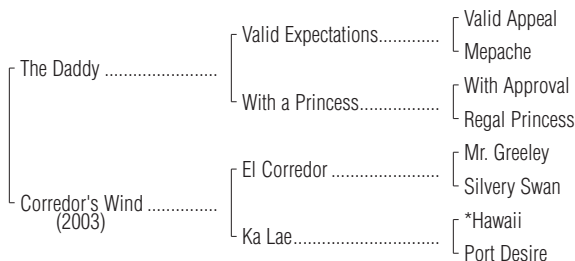 Valid Appeal
Valid Expectations.............
Mepache
The Daddy .......................
With Approval
With a Princess.................
Regal Princess
Mr. Greeley
El Corredor ......................
Silvery Swan
Corredor's Wind ..............
(2003)
*Hawaii
Ka Lae..............................
Port Desire